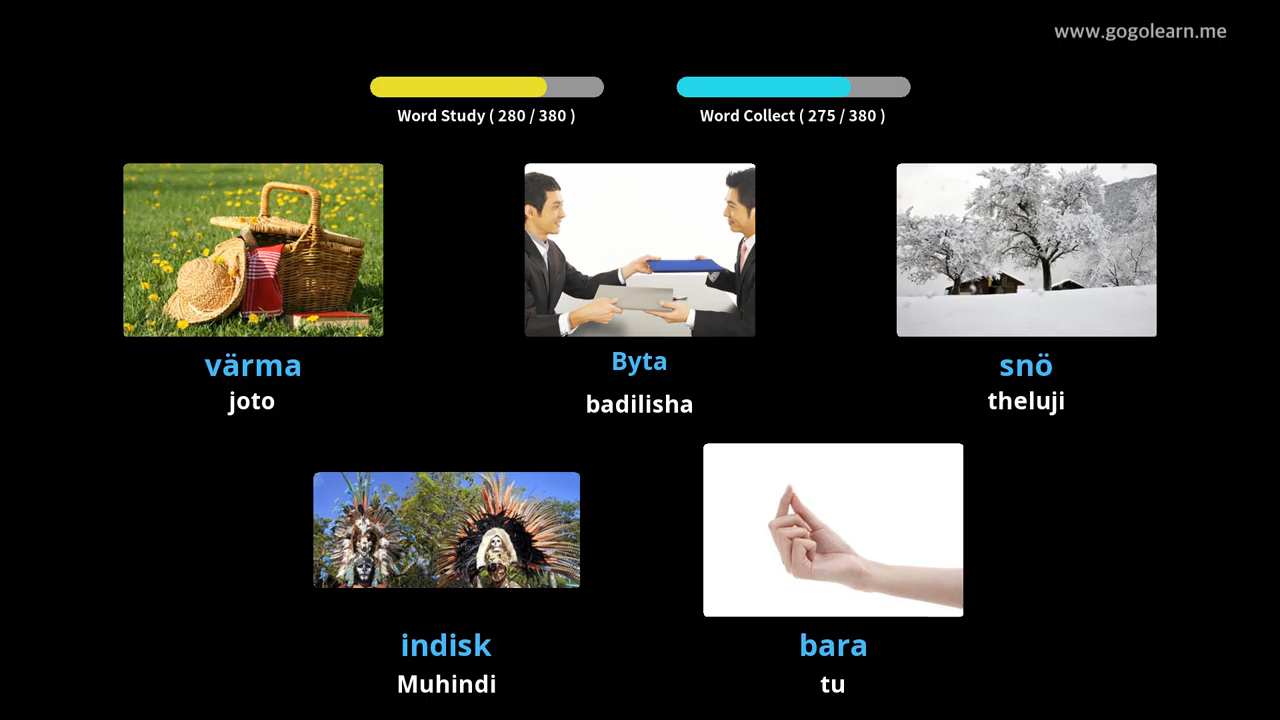 www.gogolearn.me
Word Study ( 280 / 380 )
Word Collect ( 275 / 380 )
värma
joto
Byta
badilisha
snö
theluji
indisk
Muhindi
bara
tu